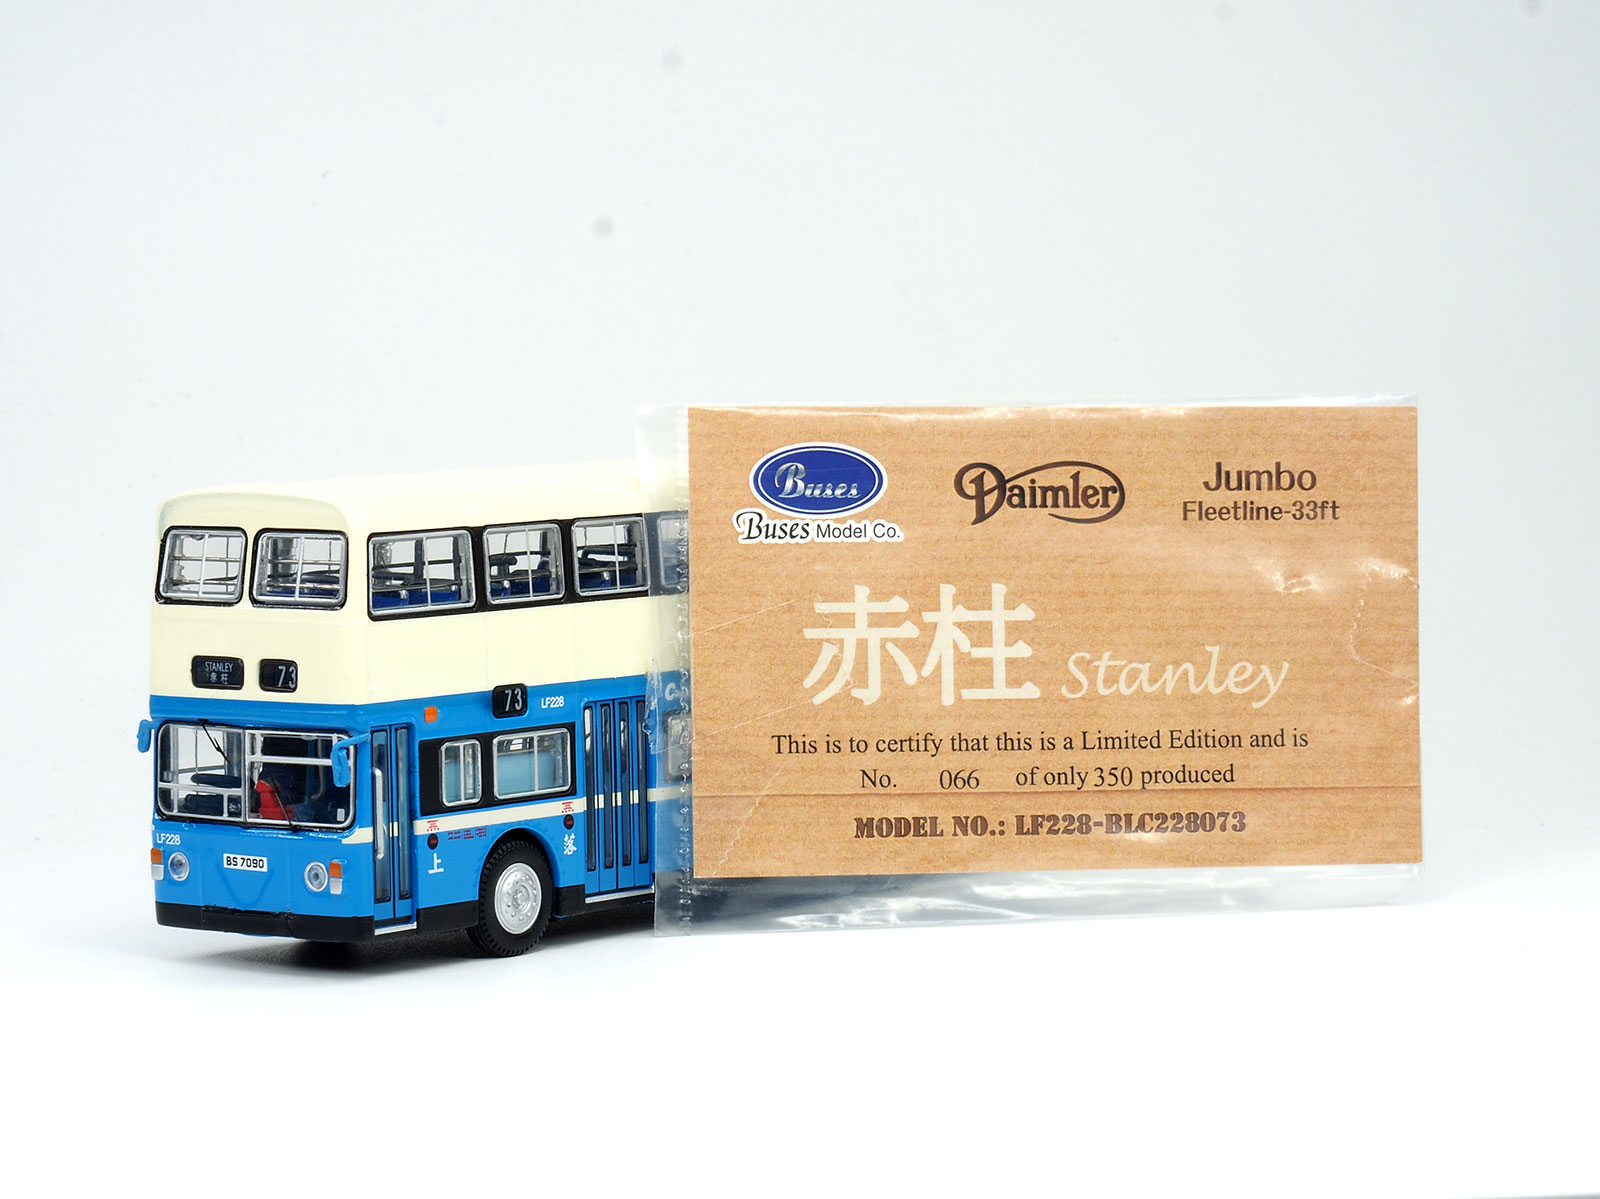 STANLEY
赤柱
73
73
LF228
LF228
BS 7090
上
落
Buses
Buses Model Co.
Daimler
Jumbo
Fleetline-33ft
赤柱 Stanley
This is to certify that this is a Limited Edition and is
No. 066 of only 350 produced
MODEL NO.: LF228-BLC228073